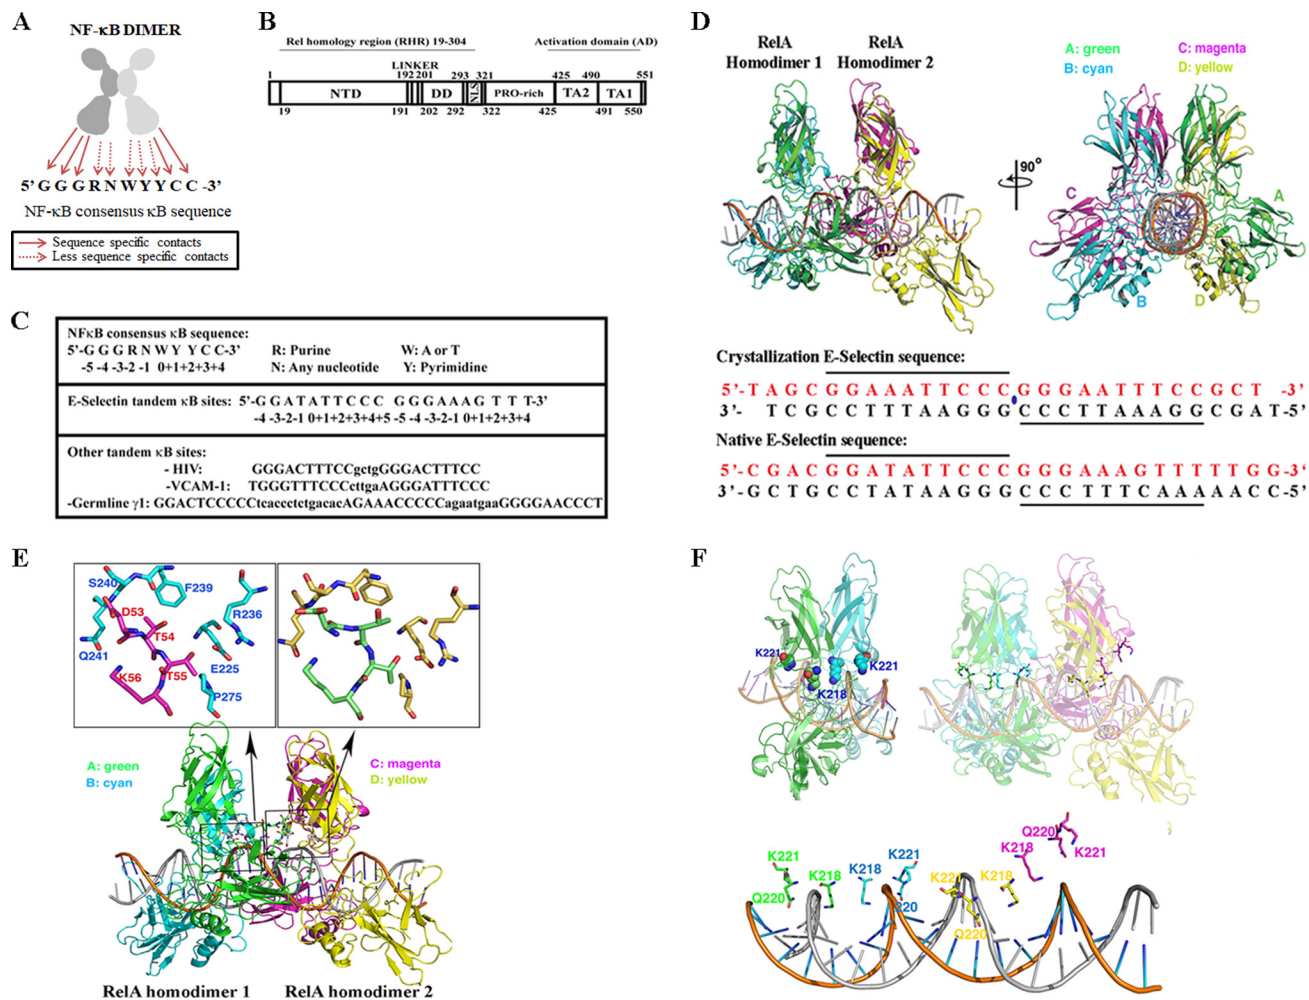 A
NF-κB DIMER
5’ G G G R N W Y Y C C -3’
NF-κB consensus κB sequence
Sequence specific contacts
Less sequence specific contacts
B
Rel homology region (RHR) 19-304
Activation domain (AD)
LINKER
1
192
201
293
321
425
490
551
NTD
DD
NLS
PRO-rich
TA2
TA1
19
191
202
292
322
425
491
550
C
NFκB consensus κB sequence:
5’-G G G R N W Y Y C C-3’
R: Purine
W: A or T
-5 -4 -3-2 -1 0+1+2+3+4
N: Any nucleotide
Y: Pyrimidine
E-Selectin tandem κB sites: 5’-G G A T A T T C C C G G G A A A G T T T-3’
-4 -3-2-1 0+1+2+3+4+5 -5 -4 -3-2-1 0+1+2+3+4
Other tandem κB sites:
- HIV: GGGACTTTCCgctgGGGACTTTCC
-VCAM-1: TGGGTTTCCCcttgaAGGGATTTCCC
-Germline γ1: GGACTCCCCCtcaccctctgacacAGAAACCCCCagaatgaaGGGGAACCCT
D
RelA
Homodimer 1
RelA
Homodimer 2
A: green
B: cyan
C: magenta
D: yellow
90°
C
A
B
D
Crystallization E-Selectin sequence:
5’-T A G C G G A A A T T C C C G G G A A T T T C C G C T -3’
3’- T C G C C T T T A A G G G C C C T T A A A G G C G A T-5’
Native E-Selectin sequence:
5’-C G A C G G A T A T T C C C G G G A A A G T T T T T G G-3‘
3’-G C T G C C T A T A A G G G C C C T T T C A A A A A C C-5’
E
S240
F239
D53
R236
T54
Q241
E225
K56
T55
P275
A: green
B: cyan
C: magenta
D: yellow
RelA homodimer 1
RelA homodimer 2
F
K221
K221
K218
Q220
K218
K221
K221
K218
K218
K221
K218
Q220
Q220